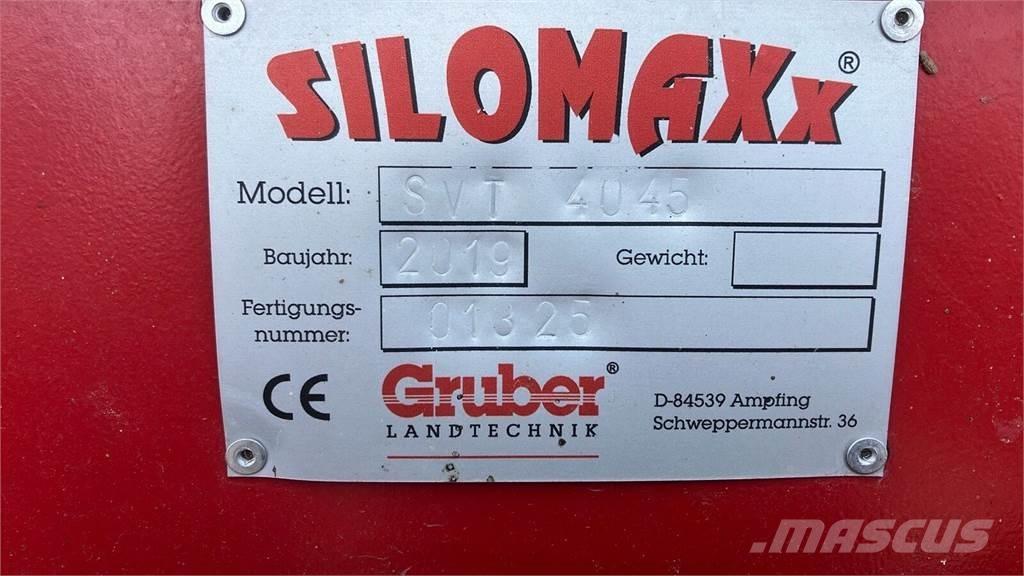 SILOMAXx®
Modell: SVT 4045
Baujahr: 2019 Gewicht:
Fertigungs-
nummer: 01325
CE Gruber®
LANDTECHNIK
D-84539 Ampfing
Schweppermannstr. 36
MASCUS